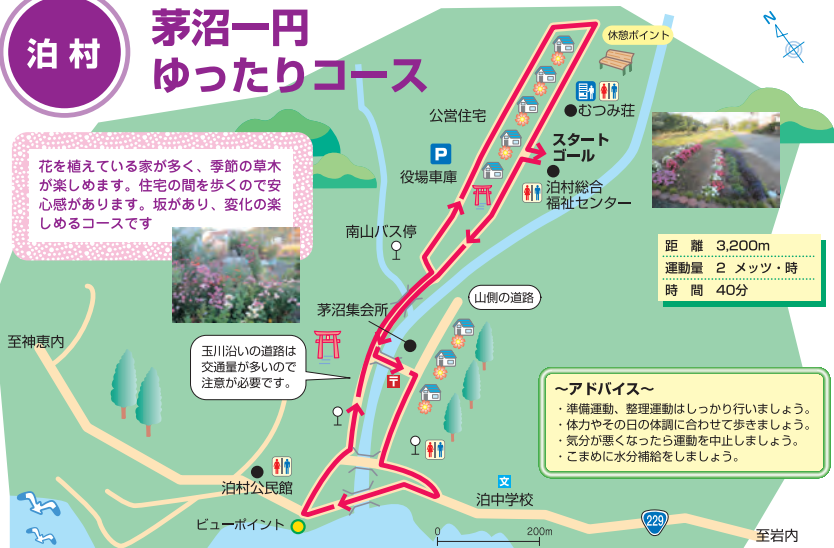 泊村
茅沼一円
ゆったりコース
花を植えている家が多く、季節の草木
が楽しめます。住宅の間を歩くので安
心感があります。坂があり、変化の楽
しめるコースです
N
休憩ポイント
公営住宅
むつみ荘
P
役場車庫
スタート
ゴール
泊村総合
福祉センター
南山バス停
距　離　3,200m
運動量　2 メッツ・時
時　間　40分
山側の道路
茅沼集会所
至神恵内
玉川沿いの道路は
交通量が多いので
注意が必要です。
〒
～アドバイス～
・準備運動、整理運動はしっかり行いましょう。
・体力やその日の体調に合わせて歩きましょう。
・気分が悪くなったら運動を中止しましょう。
・こまめに水分補給をしましょう。
泊村公民館
文
泊中学校
ビューポイント
229
至岩内
0
200m